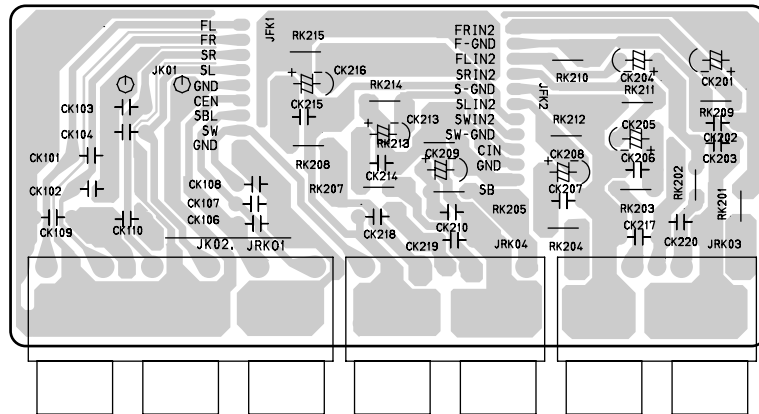 FL
FR
SR
SL
GND
CEN
SBL
SW
GND
JFK1
RK215
JK01
CK103
CK104
CK101
CK102
CK109
CK110
CK108
CK107
CK106
JK02, JRK01
CK216
CK215
RK208
RK207
RK214
CK213
RK213
CK214
CK218
CK209
CK210
CK219
RK205
JRK04
FRIN2
F-GND
FLIN2
SRIN2
S-GND
SLIN2
SWIN2
SW-GND
CIN
GND
SB
JFK2
RK210
RK212
CK208
CK207
RK204
CK204
RK211
CK205
CK206
RK203
CK217
CK201
RK209
CK202
CK203
RK202
RK201
CK220
JRK03